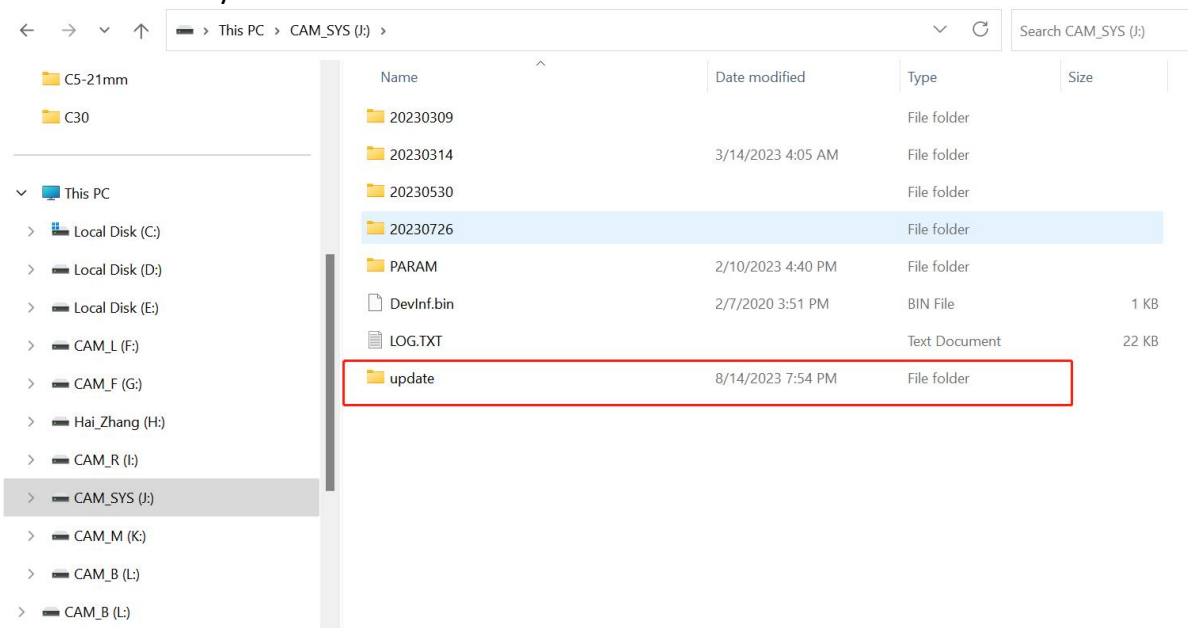 This PC > CAM_SYS (J:) >
Search CAM_SYS (J:)
C5-21mm
C30
This PC
Local Disk (C:)
Local Disk (D:)
Local Disk (E:)
CAM_L (F:)
CAM_F (G:)
Hai_Zhang (H:)
CAM_R (I:)
CAM_SYS (J:)
CAM_M (K:)
CAM_B (L:)
CAM_B (L:)
Name Date modified Type Size
20230309 File folder
20230314 3/14/2023 4:05 AM File folder
20230530 File folder
20230726 File folder
PARAM 2/10/2023 4:40 PM File folder
DevInf.bin 2/7/2020 3:51 PM BIN File 1 KB
LOG.TXT Text Document 22 KB
update 8/14/2023 7:54 PM File folder